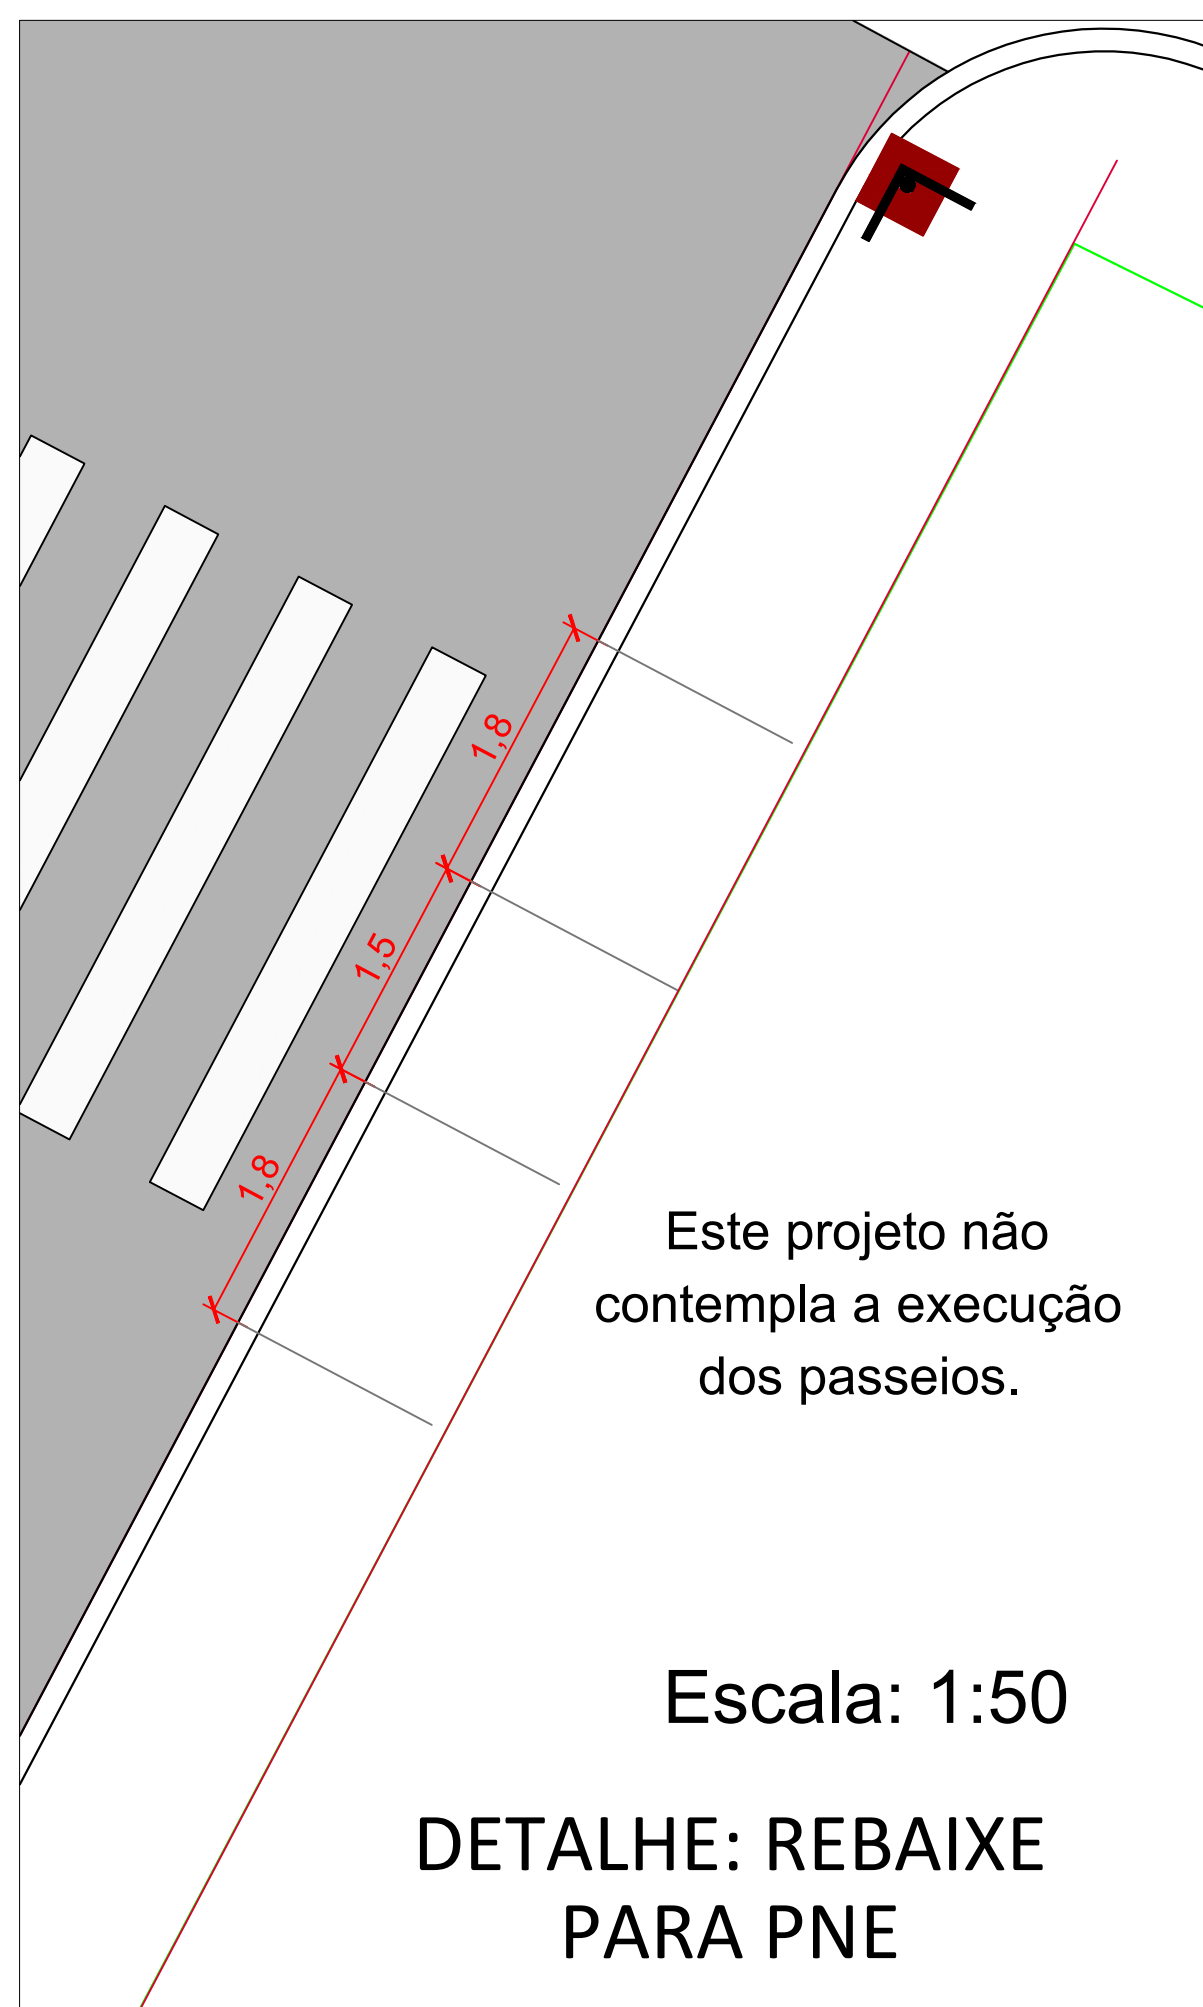 1,8
1,5
1,8
Este projeto não
contempla a execução
dos passeios.
Escala: 1:50
DETALHE: REBAIXE
PARA PNE